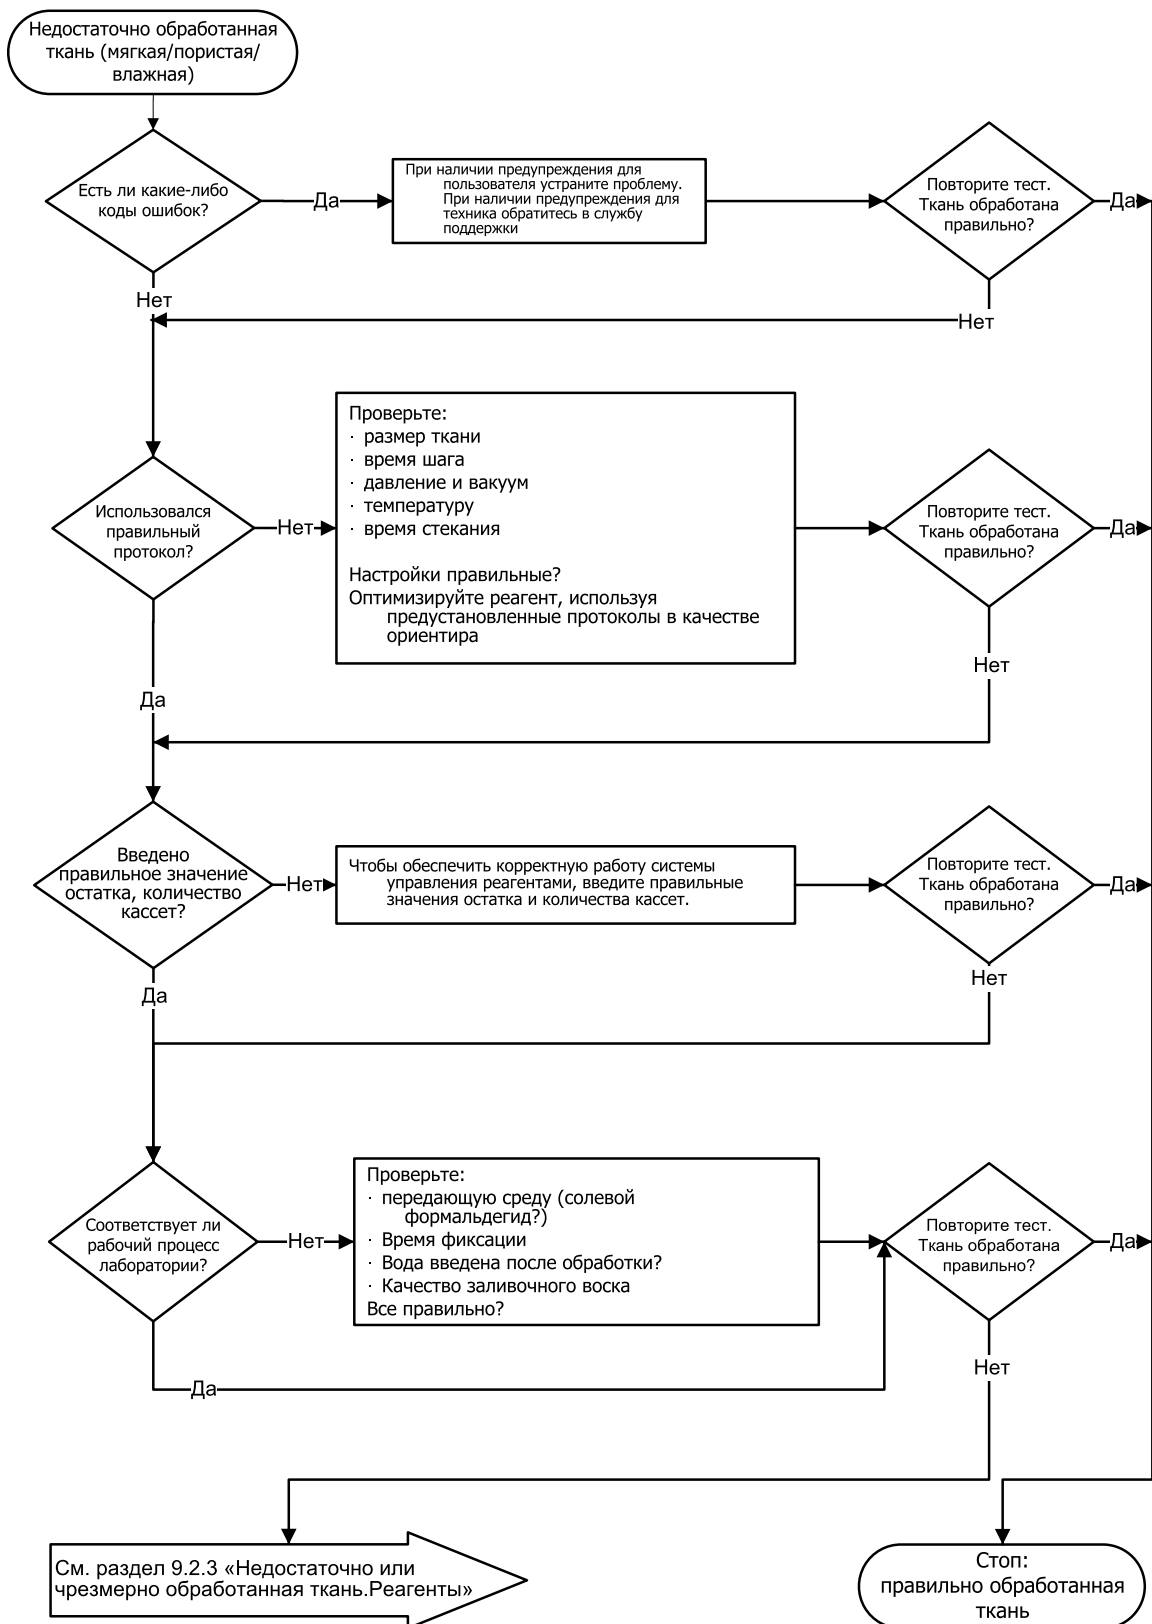 Недостаточно обработанная
ткань (мягкая/пористая/
влажная)
Есть ли какие-либо
коды ошибок?
Да
При наличии предупреждения для
пользователя устраните проблему.
При наличии предупреждения для
техника обратитесь в службу
поддержки
Повторите тест.
Ткань обработана
правильно?
Да
Нет
Нет
Использовался
правильный
протокол?
Нет
Проверьте:
· размер ткани
· время шага
· давление и вакуум
· температуру
· время стекания
Настройки правильные?
Оптимизируйте реагент, используя
предустановленные протоколы в качестве
ориентира
Повторите тест.
Ткань обработана
правильно?
Да
Нет
Да
Введено
правильное значение
остатка, количество
кассет?
Нет
Чтобы обеспечить корректную работу системы
управления реагентами, введите правильные
значения остатка и количества кассет.
Повторите тест.
Ткань обработана
правильно?
Да
Нет
Да
Соответствует ли
рабочий процесс
лаборатории?
Нет
Проверьте:
· передающую среду (солевой
формальдегид?)
· Время фиксации
· Вода введена после обработки?
· Качество заливочного воска
Все правильно?
Повторите тест.
Ткань обработана
правильно?
Да
Нет
Да
См. раздел 9.2.3 «Недостаточно или
чрезмерно обработанная ткань.Реагенты»
Стоп:
правильно обработанная
ткань